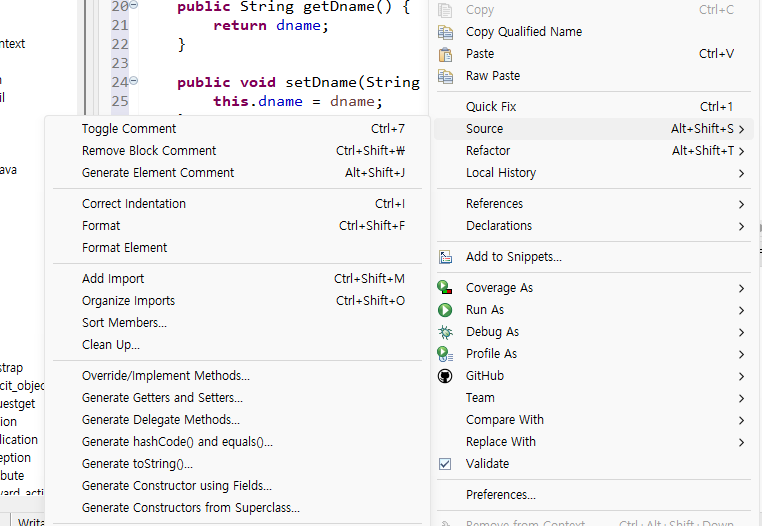 20 public String getDname() {
21 return dname;
22 }
23
24 public void setDname(String
25 this.dname = dname;
ntext
il
ava
strap
cit_objec
uestget
ion
lication
eption
bute
vard_acti
Writa
Copy Ctrl+C
Copy Qualified Name
Paste Ctrl+V
Raw Paste
Quick Fix Ctrl+1
Source Alt+Shift+S
Refactor Alt+Shift+T
Local History
References
Declarations
Add to Snippets...
Coverage As
Run As
Debug As
Profile As
GitHub
Team
Compare With
Replace With
Validate
Preferences...
Remove from Context Ctrl+Alt+Shift+Down
Toggle Comment Ctrl+7
Remove Block Comment Ctrl+Shift+₩
Generate Element Comment Alt+Shift+J
Correct Indentation Ctrl+I
Format Ctrl+Shift+F
Format Element
Add Import Ctrl+Shift+M
Organize Imports Ctrl+Shift+O
Sort Members...
Clean Up...
Override/Implement Methods...
Generate Getters and Setters...
Generate Delegate Methods...
Generate hashCode() and equals()...
Generate toString()...
Generate Constructor using Fields...
Generate Constructors from Superclass...